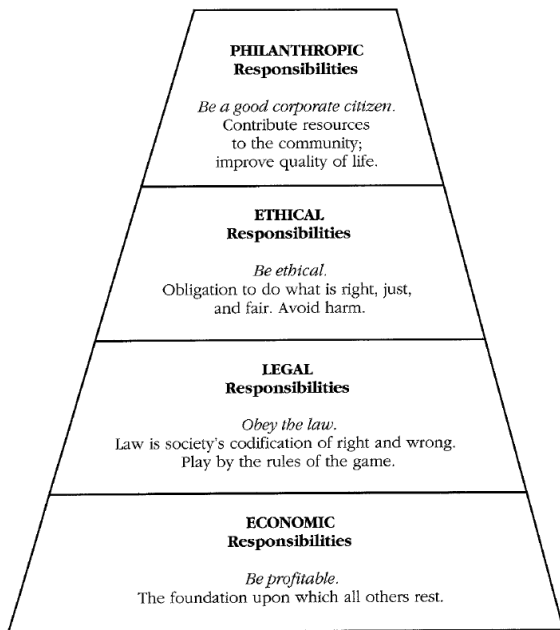 PHILANTHROPIC
Responsibilities
Be a good corporate citizen.
Contribute resources
to the community;
improve quality of life.
ETHICAL
Responsibilities
Be ethical.
Obligation to do what is right, just,
and fair. Avoid harm.
LEGAL
Responsibilities
Obey the law.
Law is society's codification of right and wrong.
Play by the rules of the game.
ECONOMIC
Responsibilities
Be profitable.
The foundation upon which all others rest.